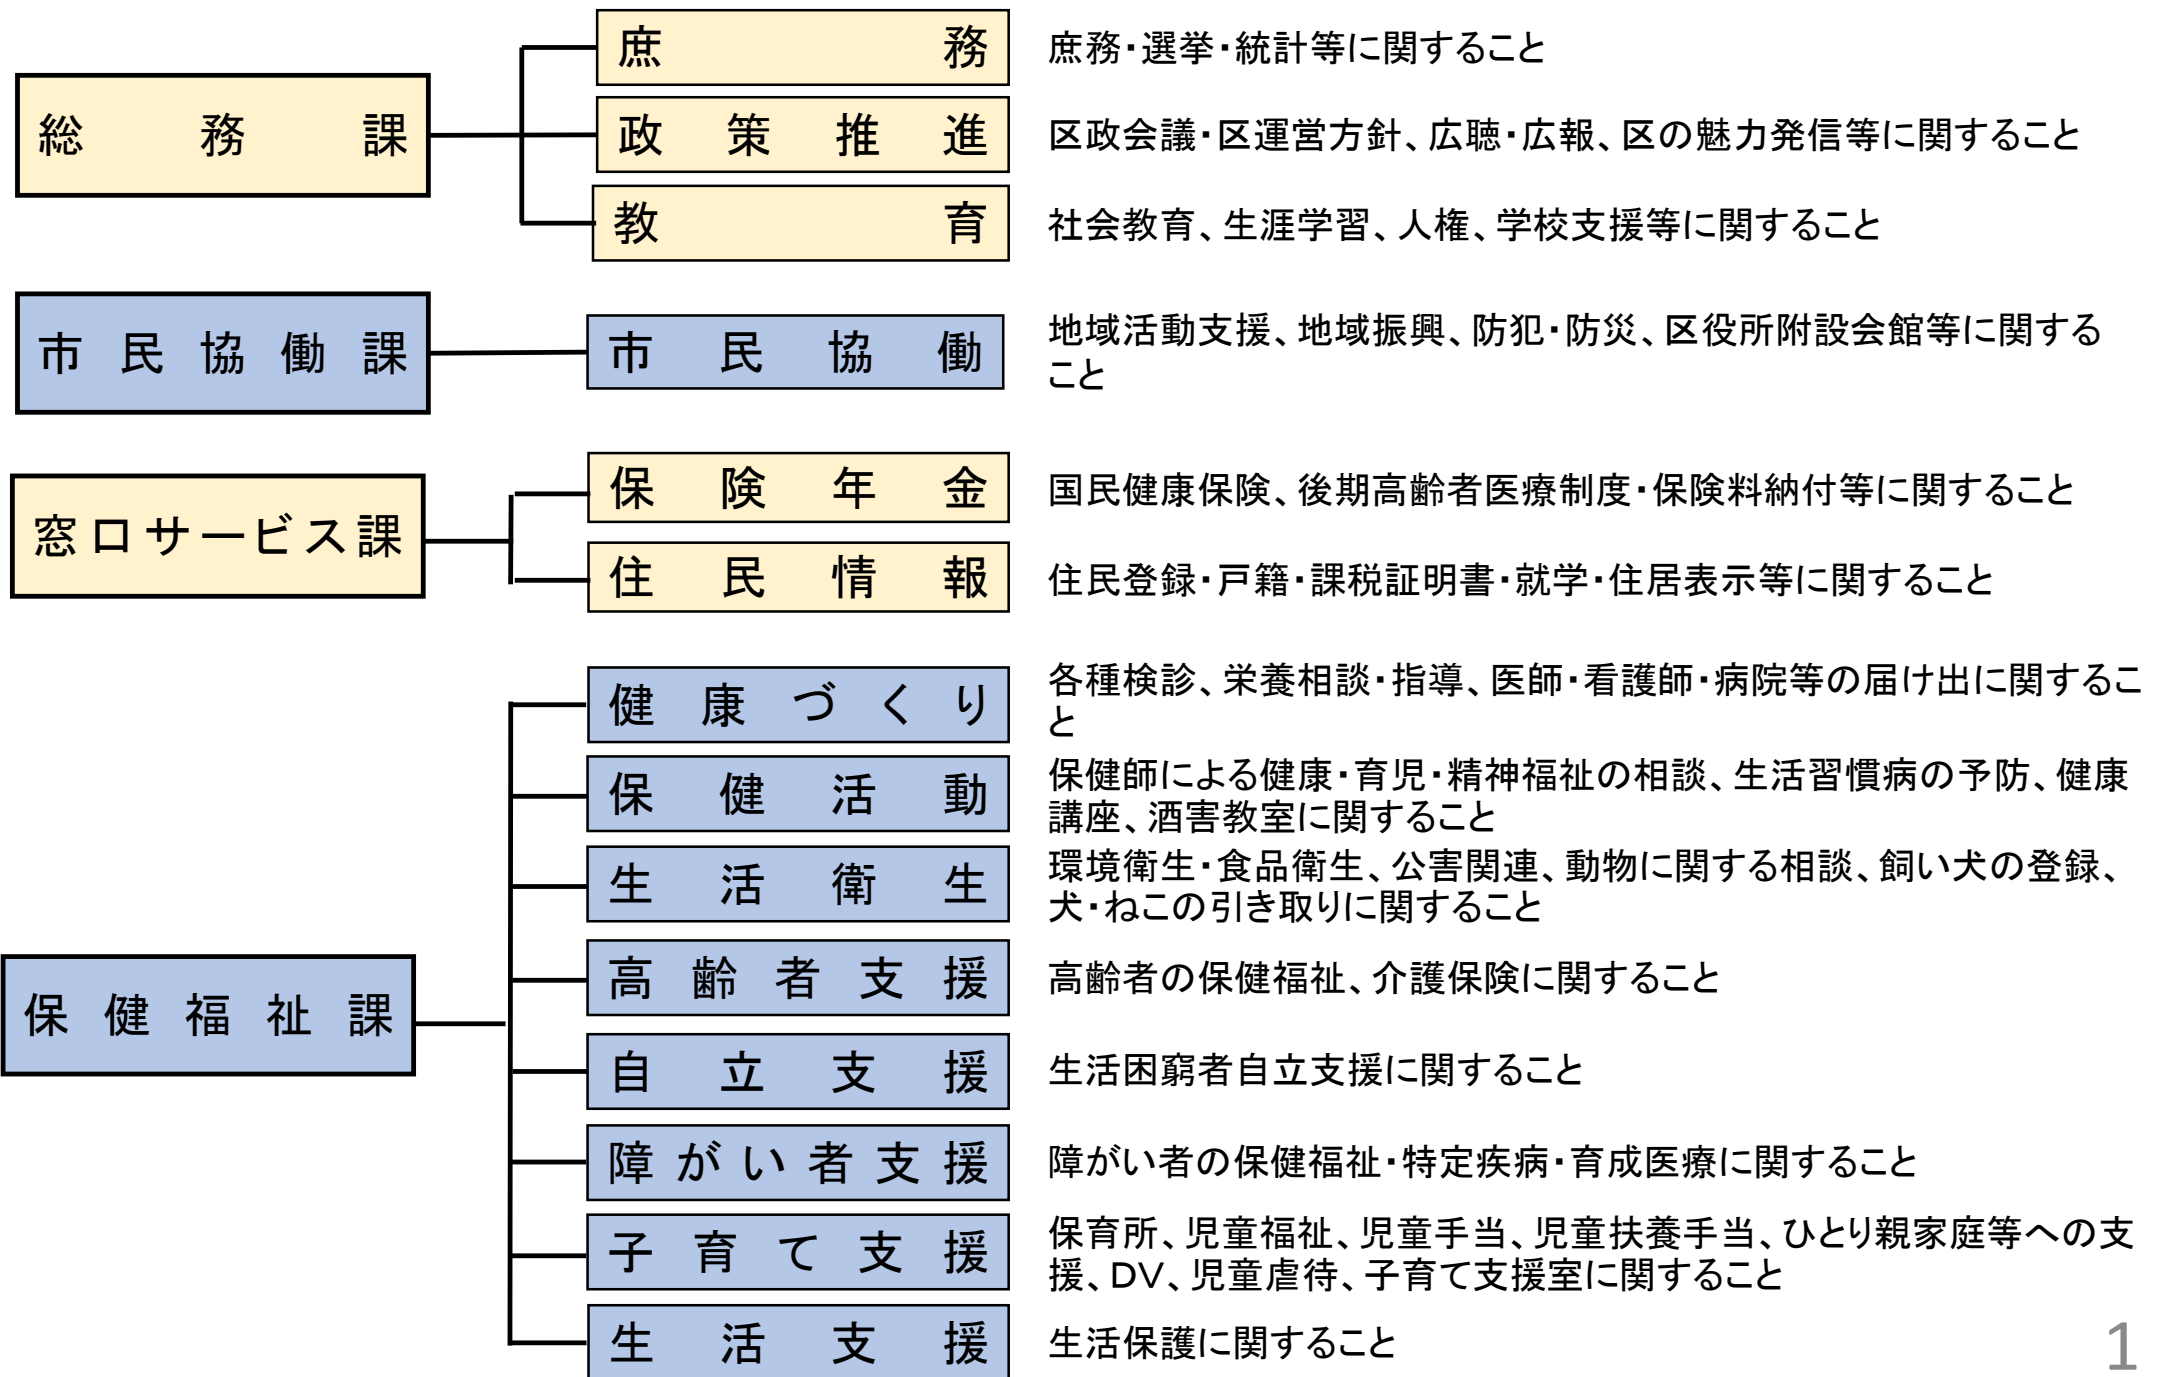 総務課
庶務
庶務・選挙・統計等に関すること
政策推進
区政会議・区運営方針、広聴・広報、区の魅力発信等に関すること
教育
社会教育、生涯学習、人権、学校支援等に関すること
市民協働課
市民協働
地域活動支援、地域振興、防犯・防災、区役所附設会館等に関する
こと
窓口サービス課
保険年金
国民健康保険、後期高齢者医療制度・保険料納付等に関すること
住民情報
住民登録・戸籍・課税証明書・就学・住居表示等に関すること
保健福祉課
健康づくり
各種検診、栄養相談・指導、医師・看護師・病院等の届け出に関するこ
と
保健活動
保健師による健康・育児・精神福祉の相談、生活習慣病の予防、健康
講座、酒害教室に関すること
生活衛生
環境衛生・食品衛生、公害関連、動物に関する相談、飼い犬の登録、
犬・ねこの引き取りに関すること
高齢者支援
高齢者の保健福祉、介護保険に関すること
自立支援
生活困窮者自立支援に関すること
障がい者支援
障がい者の保健福祉・特定疾病・育成医療に関すること
子育て支援
保育所、児童福祉、児童手当、児童扶養手当、ひとり親家庭等への支
援、DV、児童虐待、子育て支援室に関すること
生活支援
生活保護に関すること
1